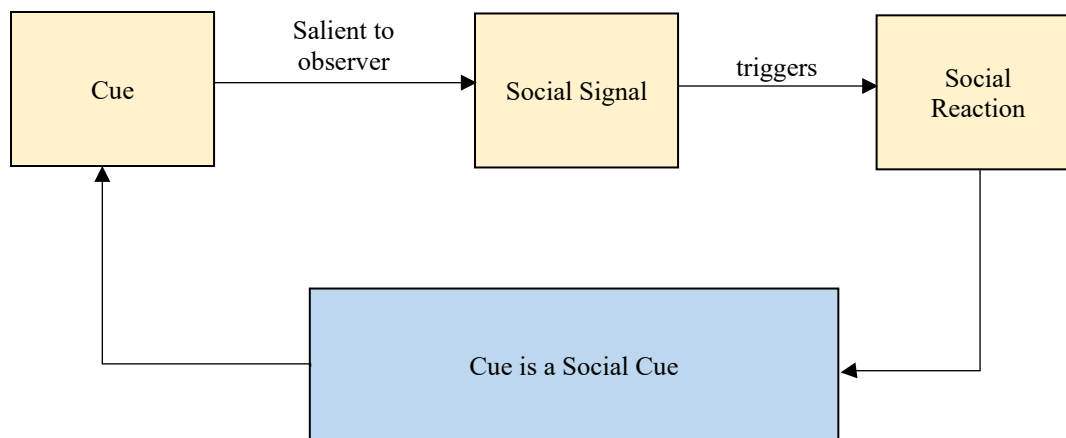 Cue
Salient to
observer
Social Signal
triggers
Social
Reaction
Cue is a Social Cue